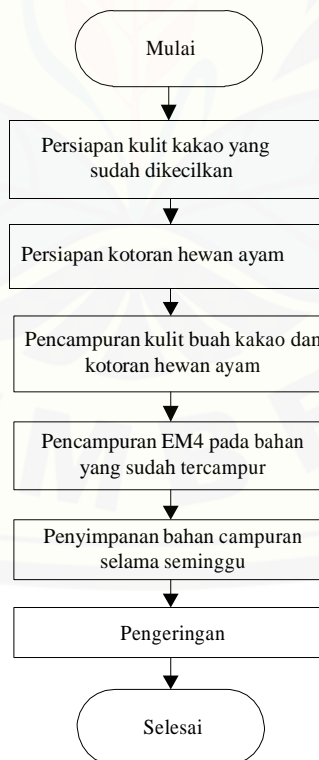 Mulai
Persiapan kulit kakao yang
sudah dikecilkan
Persiapan kotoran hewan ayam
Pencampuran kulit buah kakao dan
kotoran hewan ayam
Pencampuran EM4 pada bahan
yang sudah tercampur
Penyimpanan bahan campuran
selama seminggu
Pengeringan
Selesai